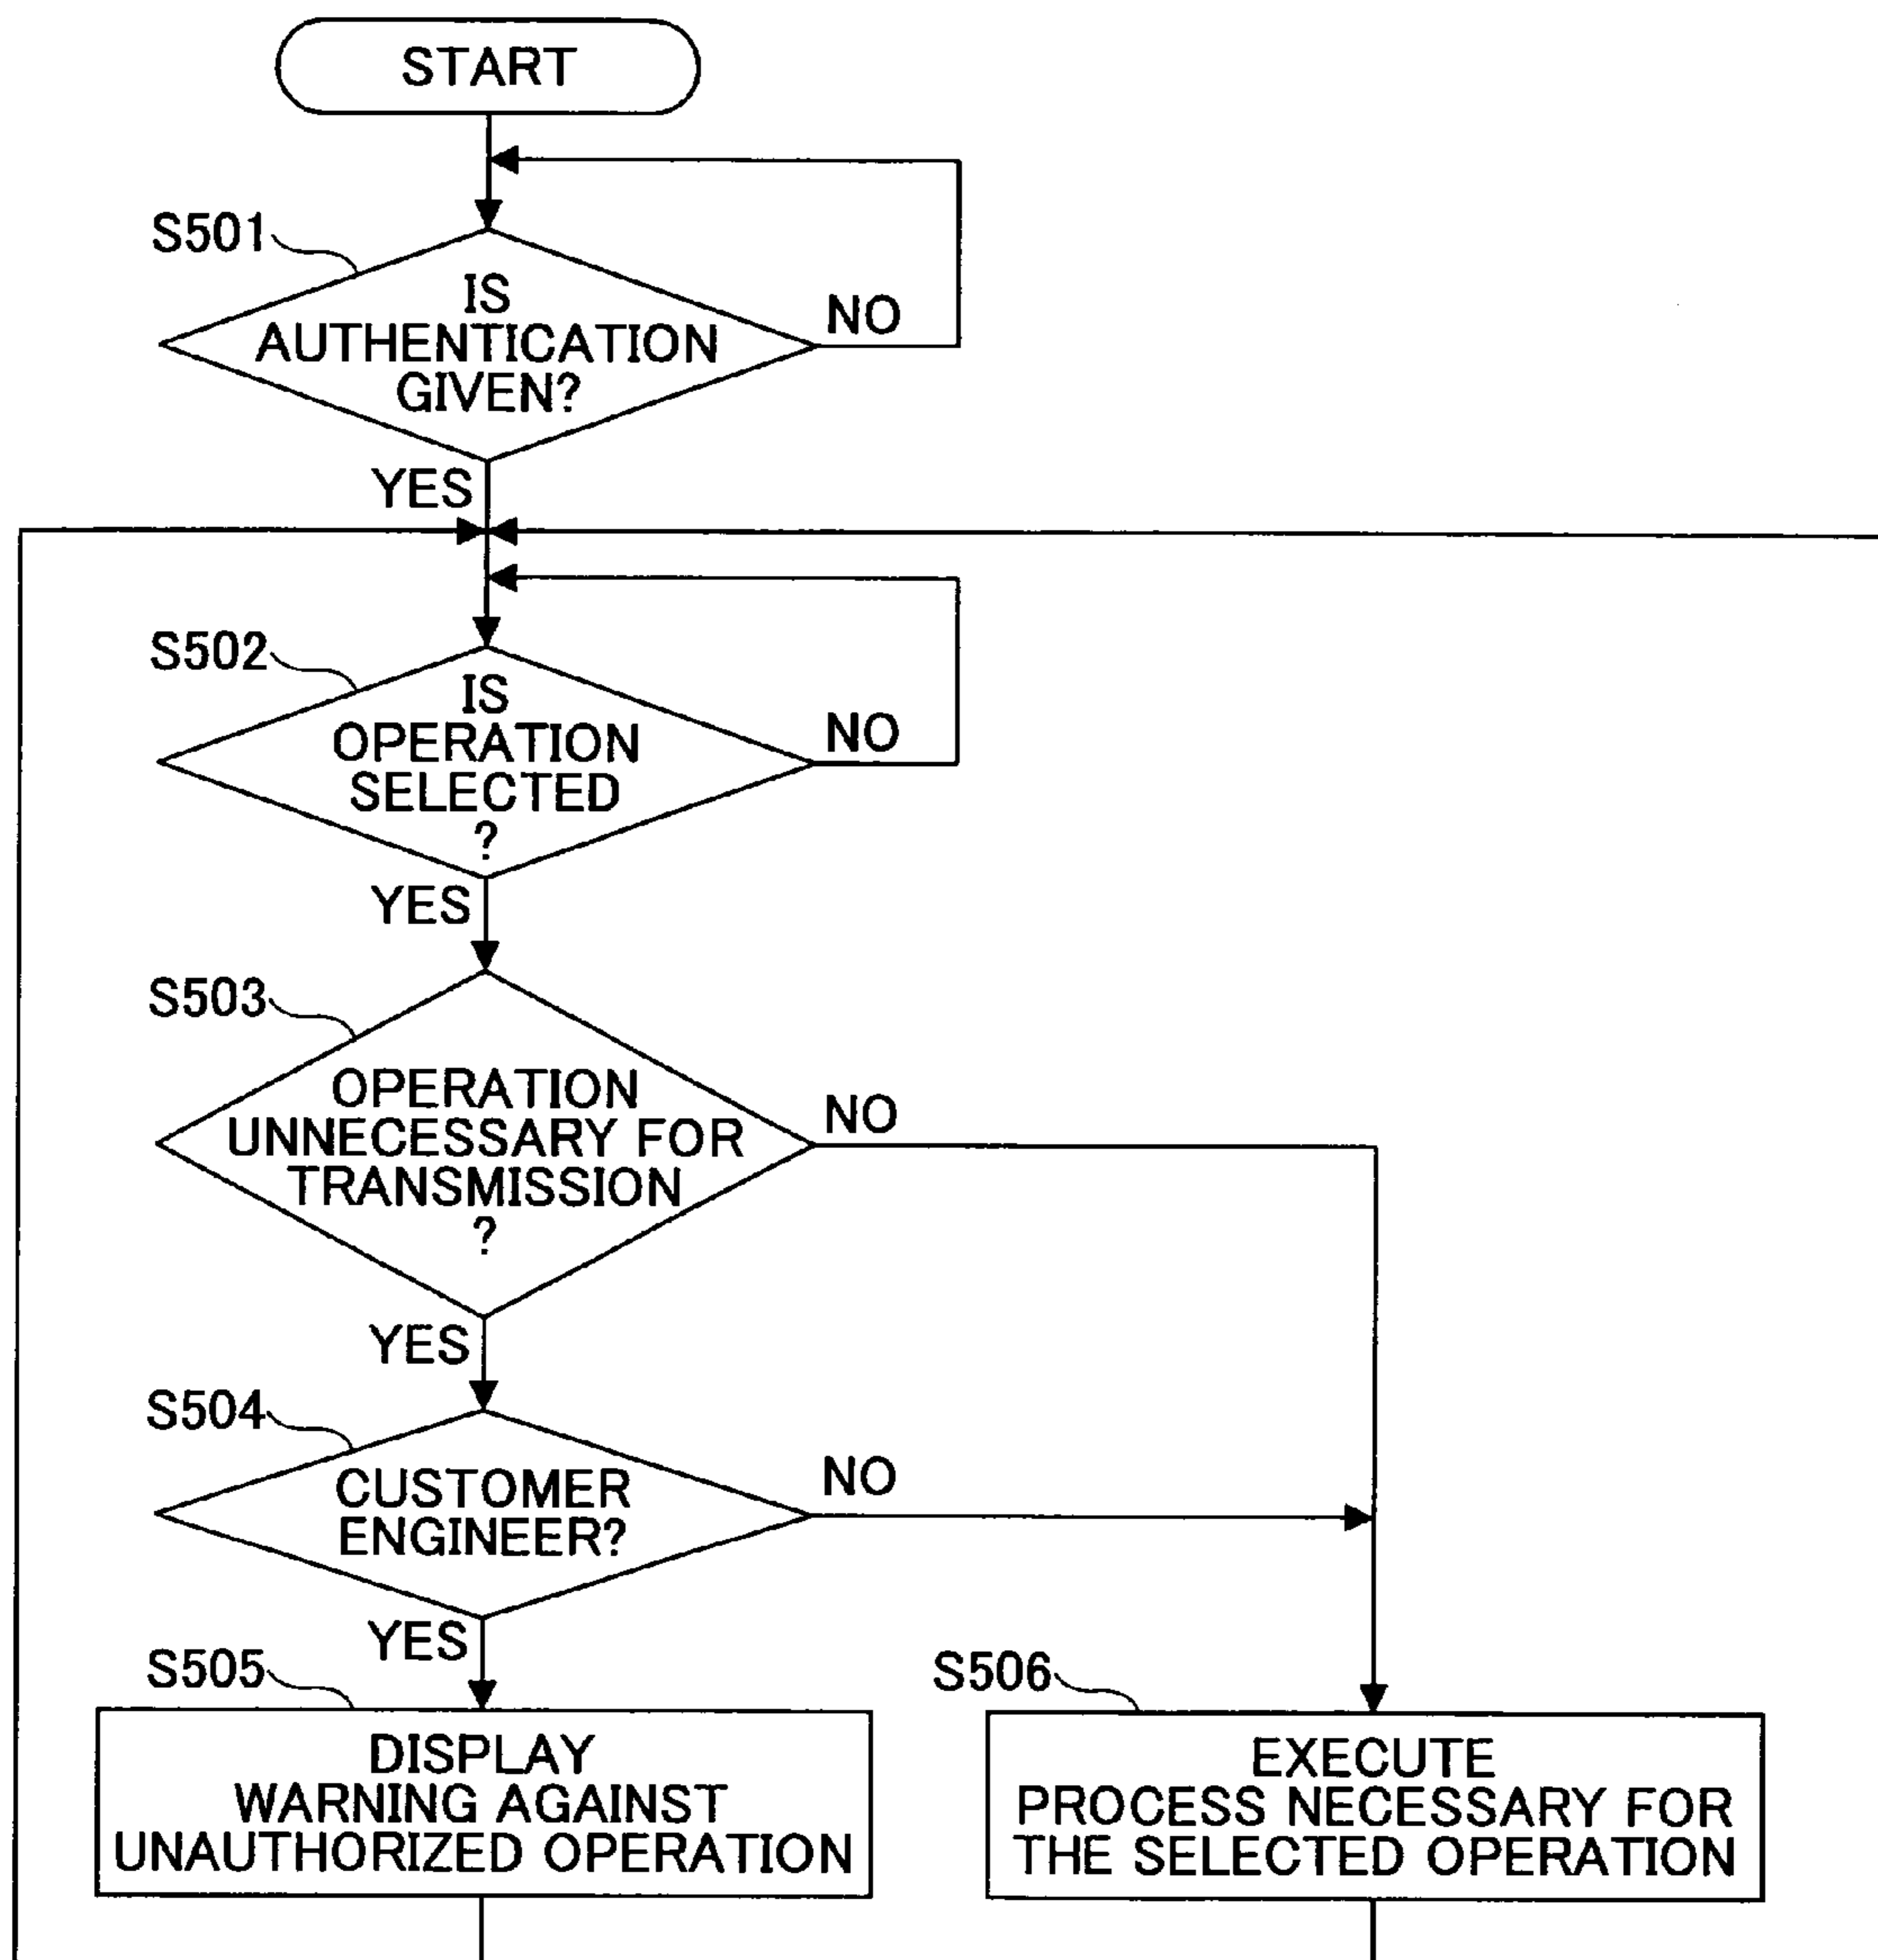 START
S501
IS
AUTHENTICATION
GIVEN?
NO
YES
S502
IS
OPERATION
SELECTED
?
NO
YES
S503
OPERATION
UNNECESSARY FOR
TRANSMISSION
?
NO
YES
S504
CUSTOMER
ENGINEER?
NO
YES
S505
DISPLAY
WARNING AGAINST
UNAUTHORIZED OPERATION
S506
EXECUTE
PROCESS NECESSARY FOR
THE SELECTED OPERATION